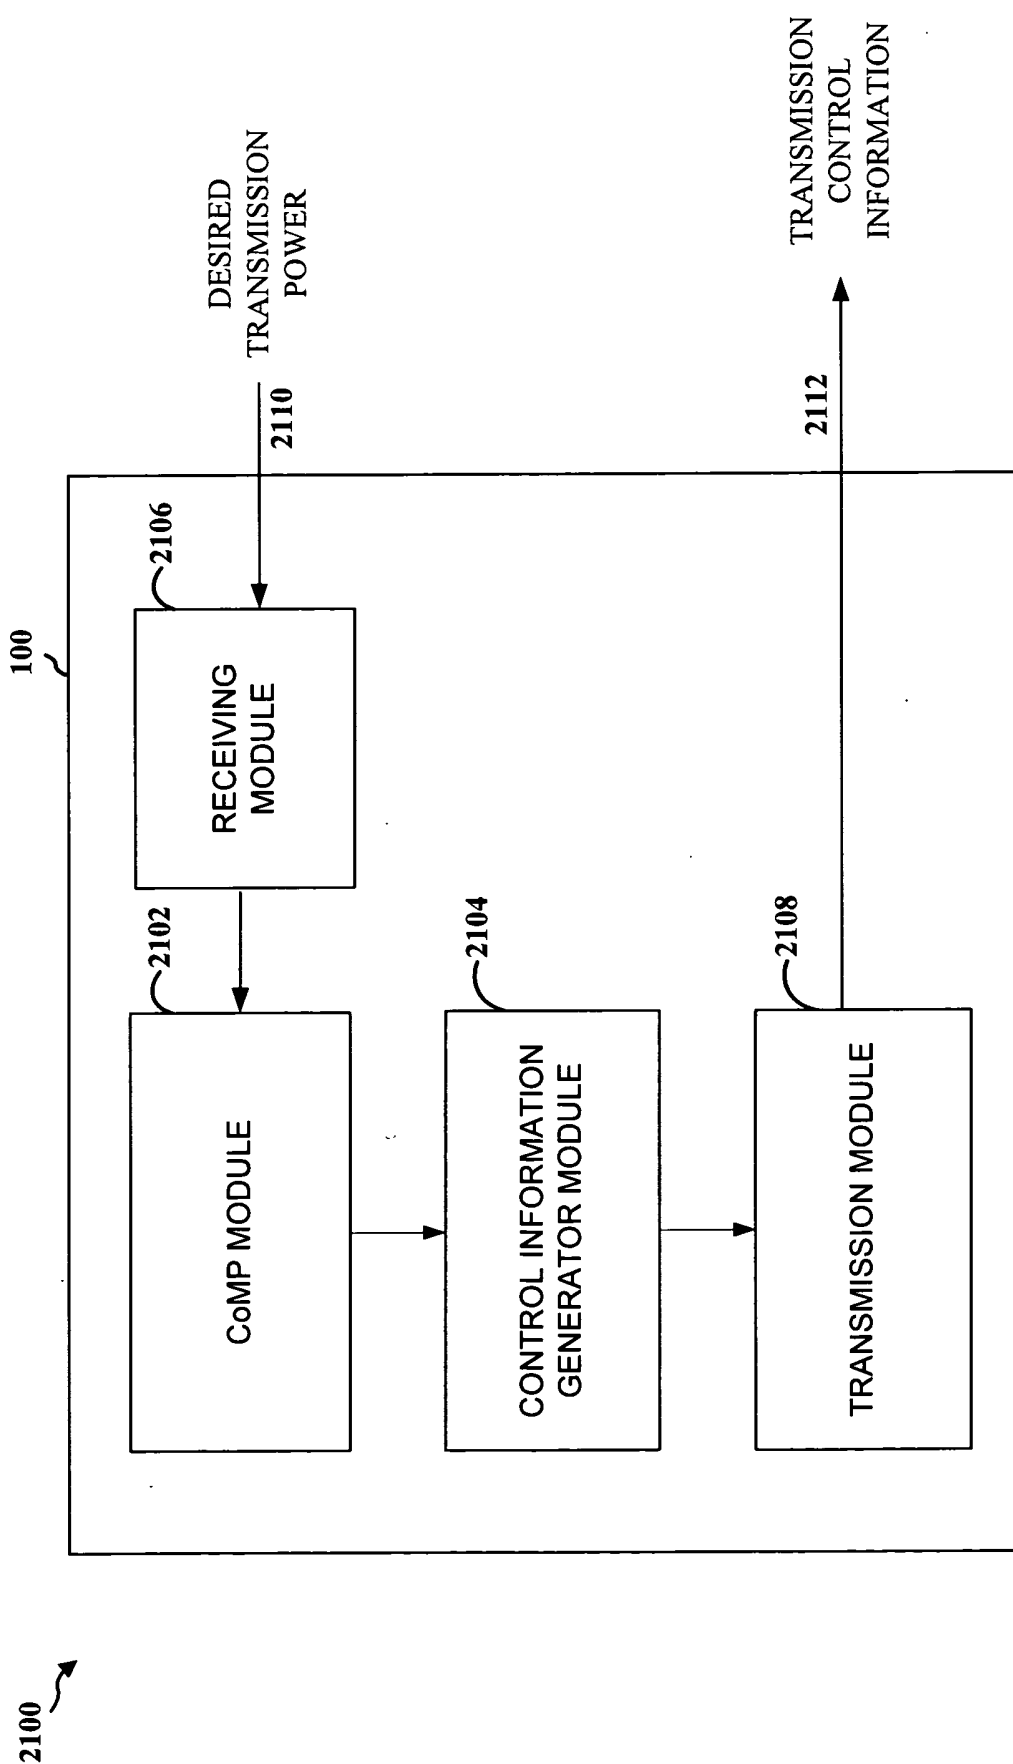 2100
100
2102
CoMP MODULE
2106
RECEIVING
MODULE
2110
DESIRED
TRANSMISSION
POWER
2104
CONTROL INFORMATION
GENERATOR MODULE
2108
TRANSMISSION MODULE
2112
TRANSMISSION
CONTROL
INFORMATION